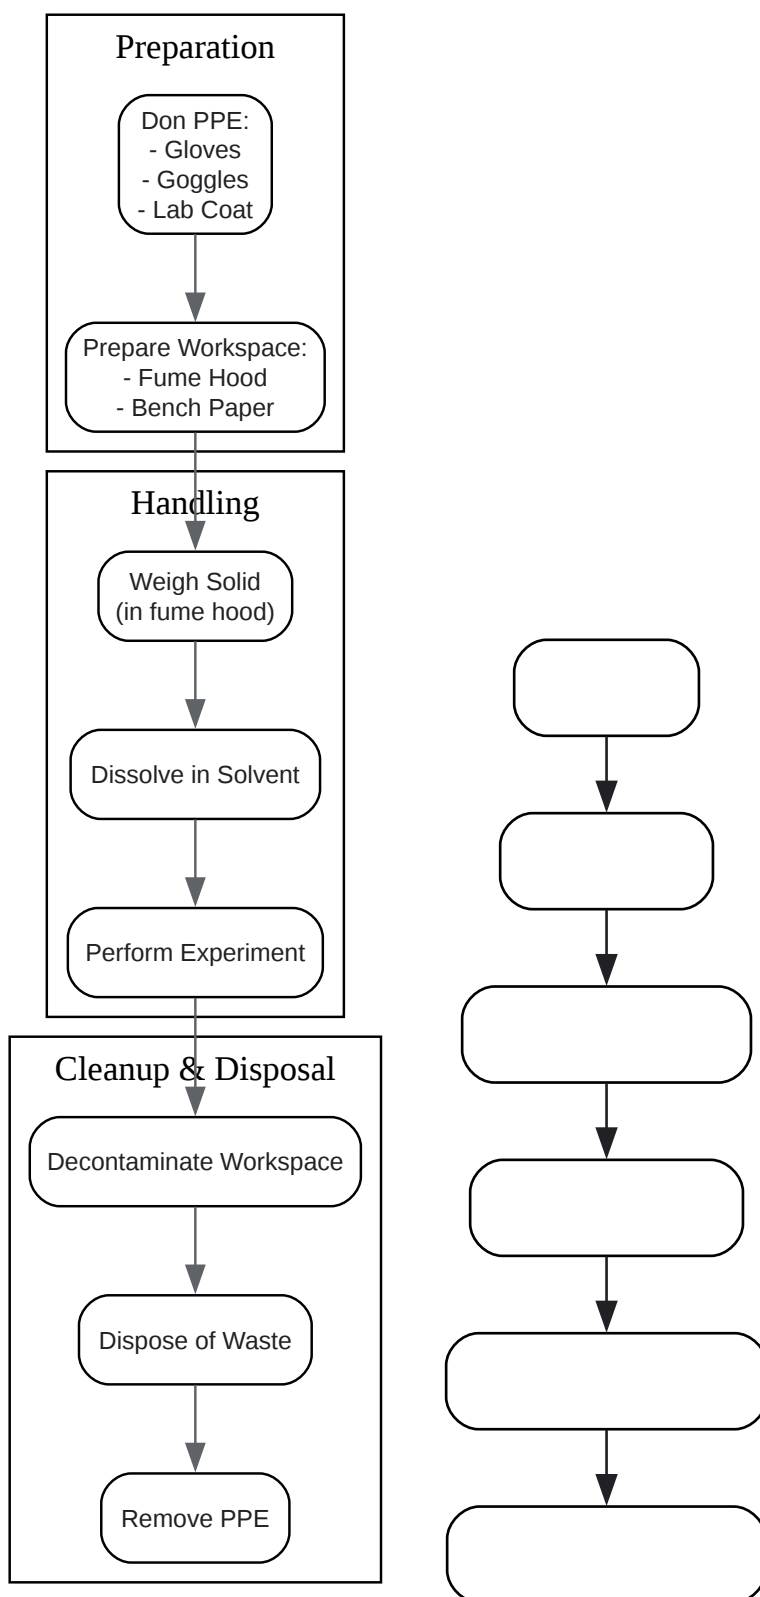 Preparation
Don PPE:
- Gloves
- Goggles
- Lab Coat
Prepare Workspace:
- Fume Hood
- Bench Paper
Handling
Weigh Solid
(in fume hood)
Dissolve in Solvent
Perform Experiment
Cleanup & Disposal
Decontaminate Workspace
Dispose of Waste
Remove PPE